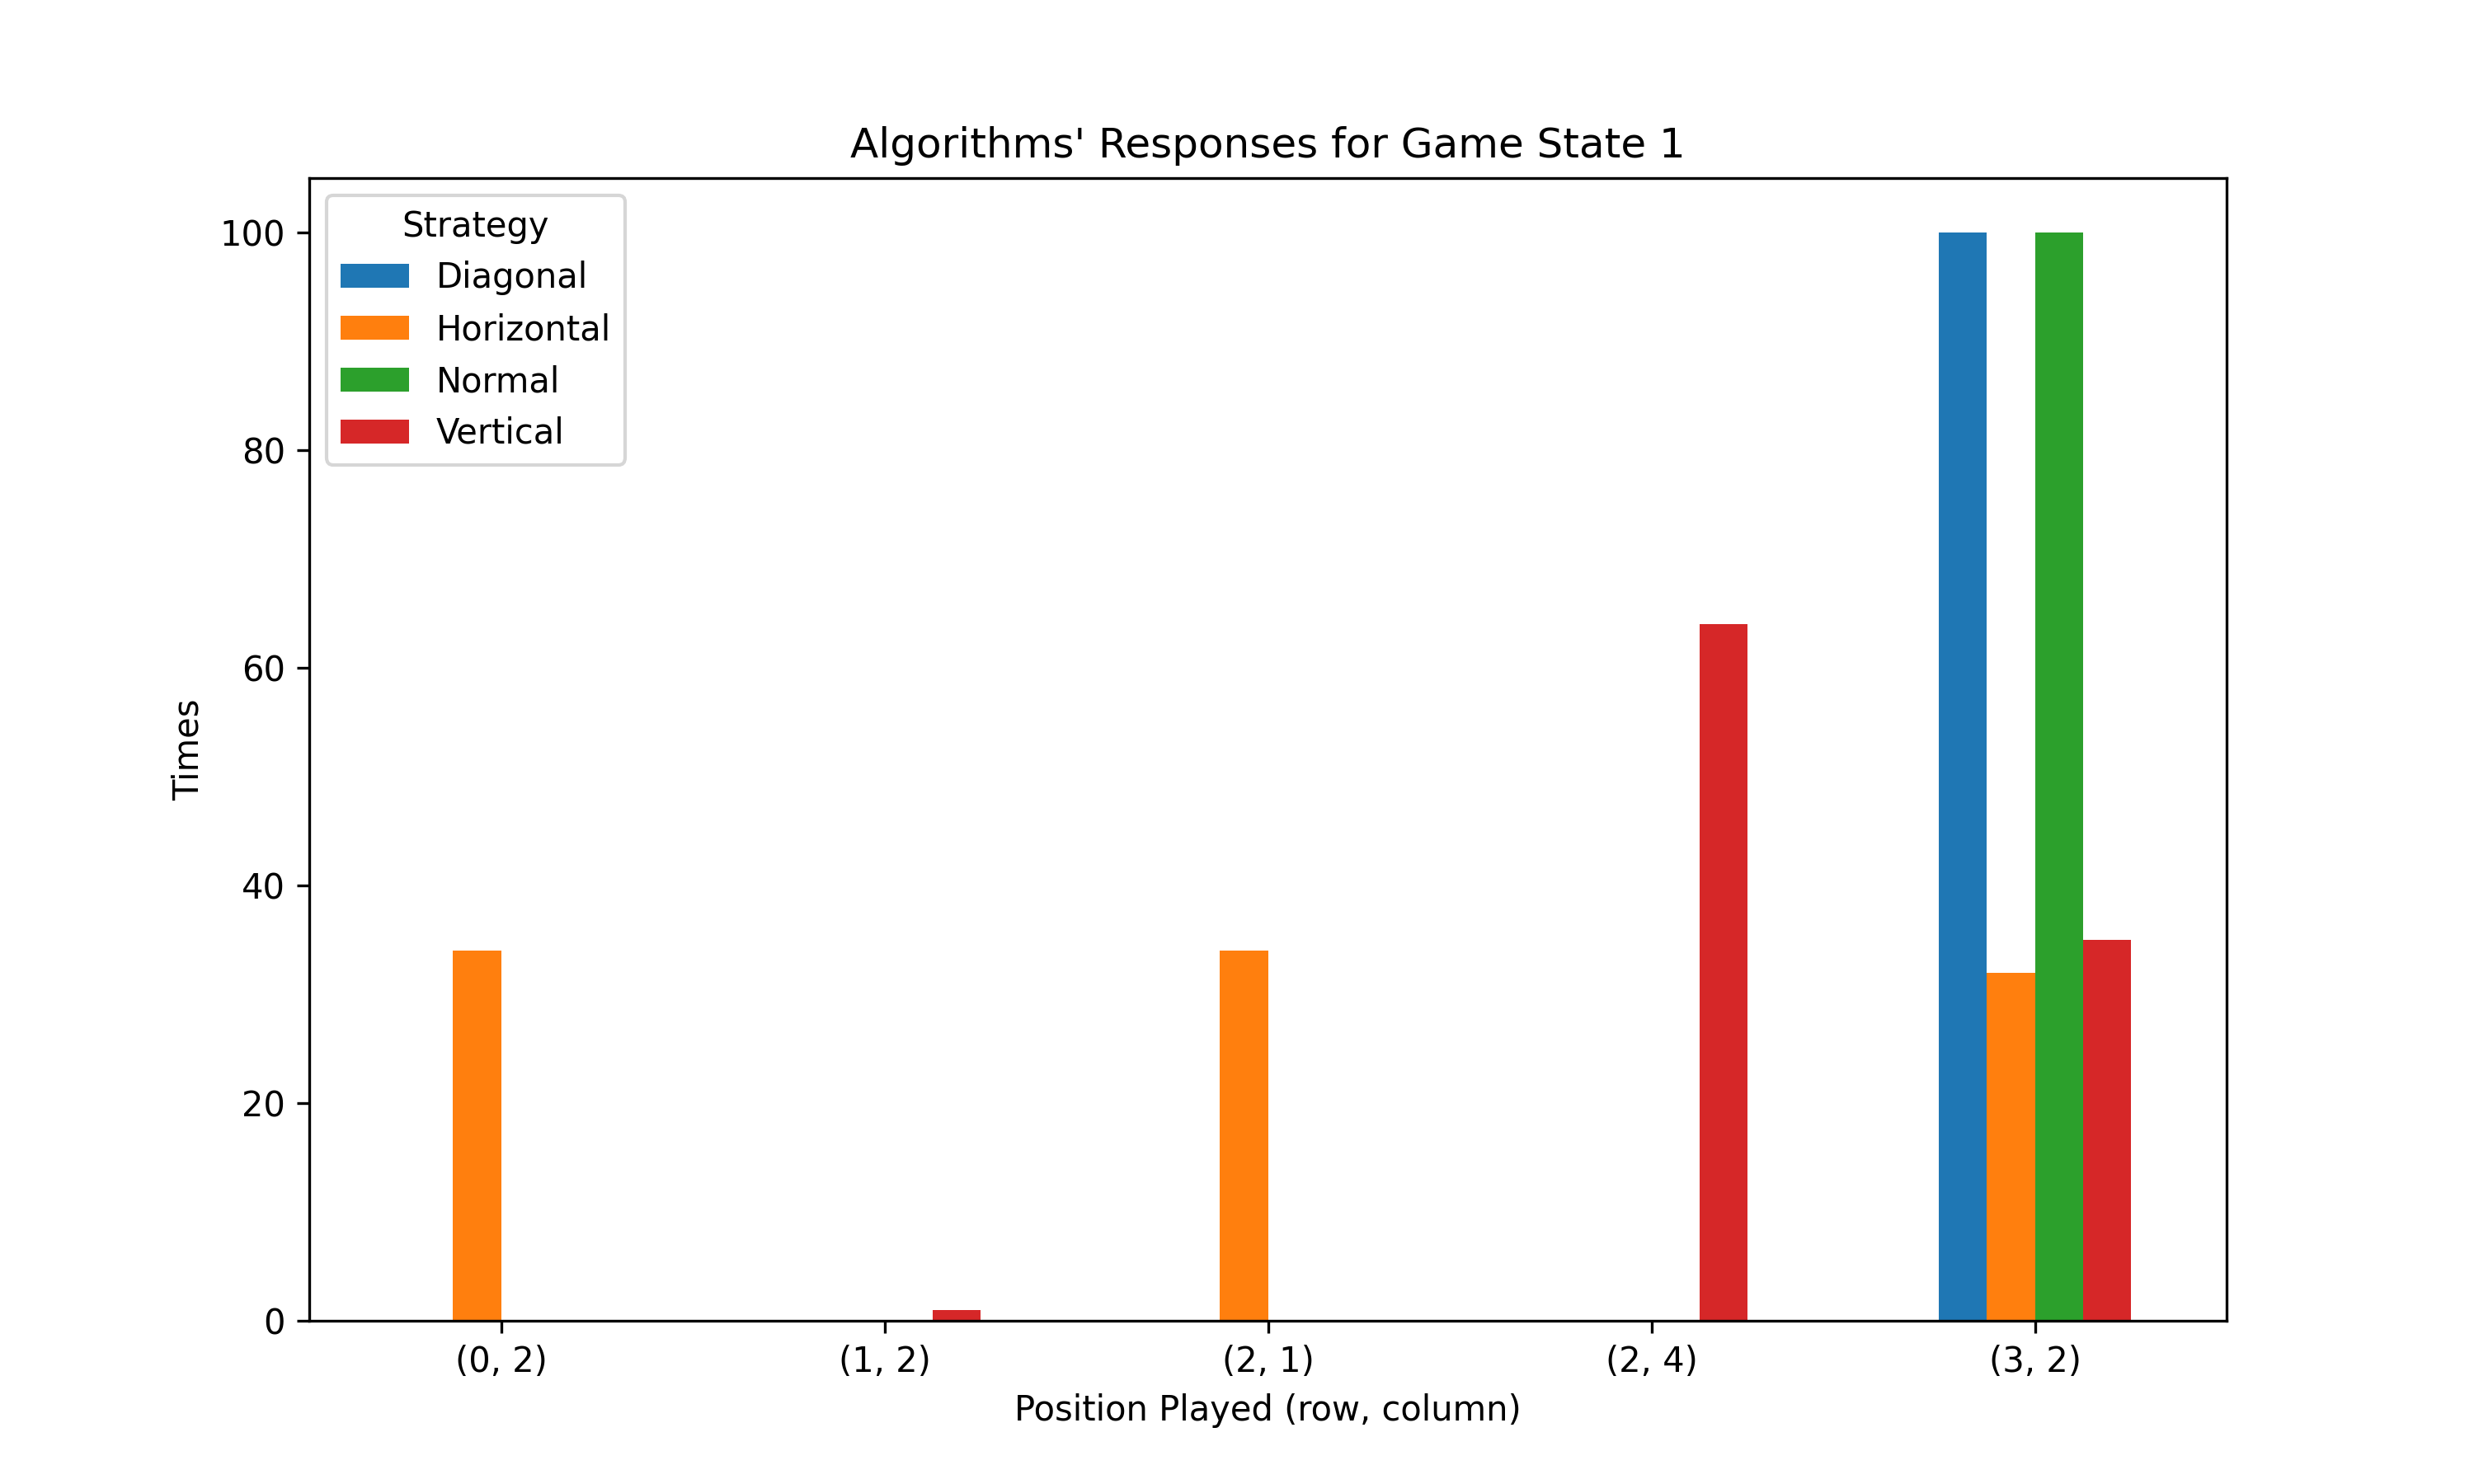 Algorithms' Responses for Game State 1
Strategy
Diagonal
Horizontal
Normal
Vertical
100
80
60
40
20
0
Times
(0, 2)
(1, 2)
(2, 1)
(2, 4)
(3, 2)
Position Played (row, column)